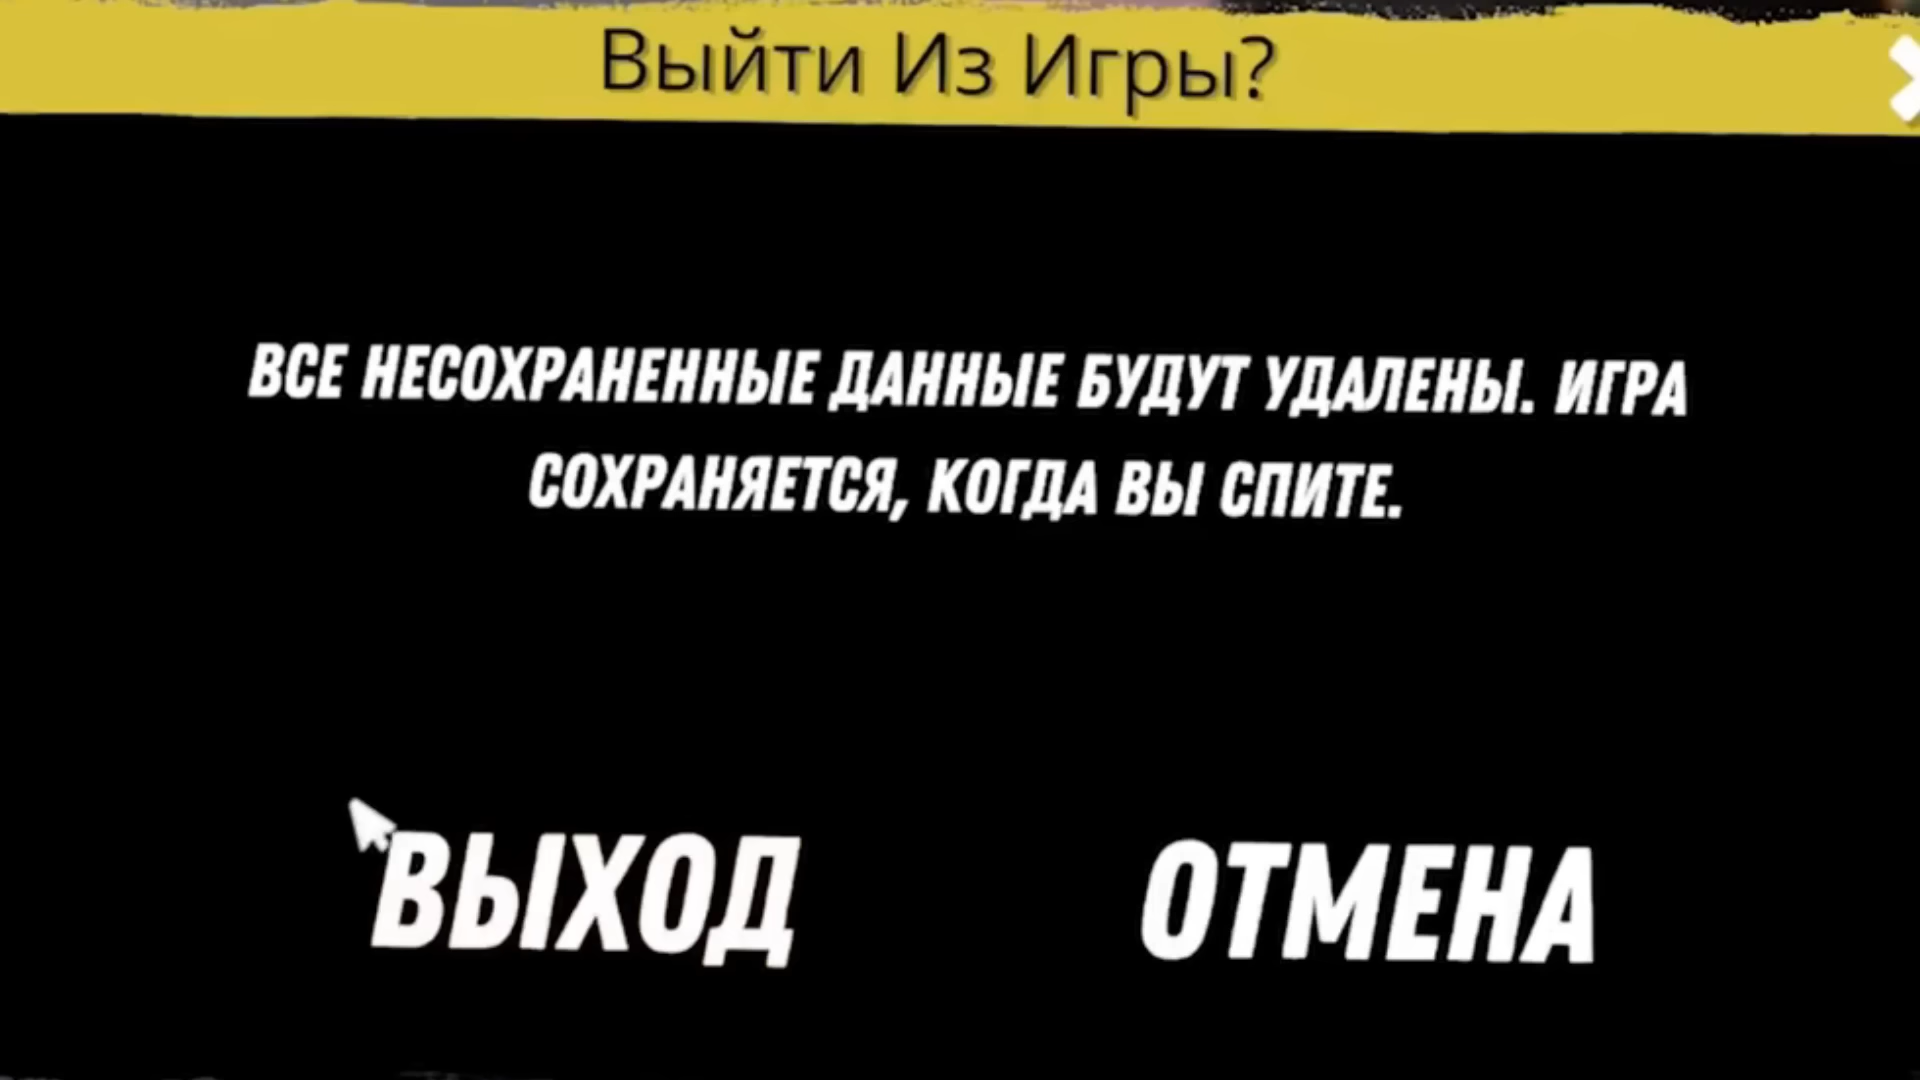 Выйти Из Игры?
ВСЕ НЕСОХРАНЕННЫЕ ДАННЫЕ БУДУТ УДАЛЕНЫ. ИГРА
СОХРАНЯЕТСЯ, КОГДА ВЫ СПИТЕ.
ВЫХОД
ОТМЕНА